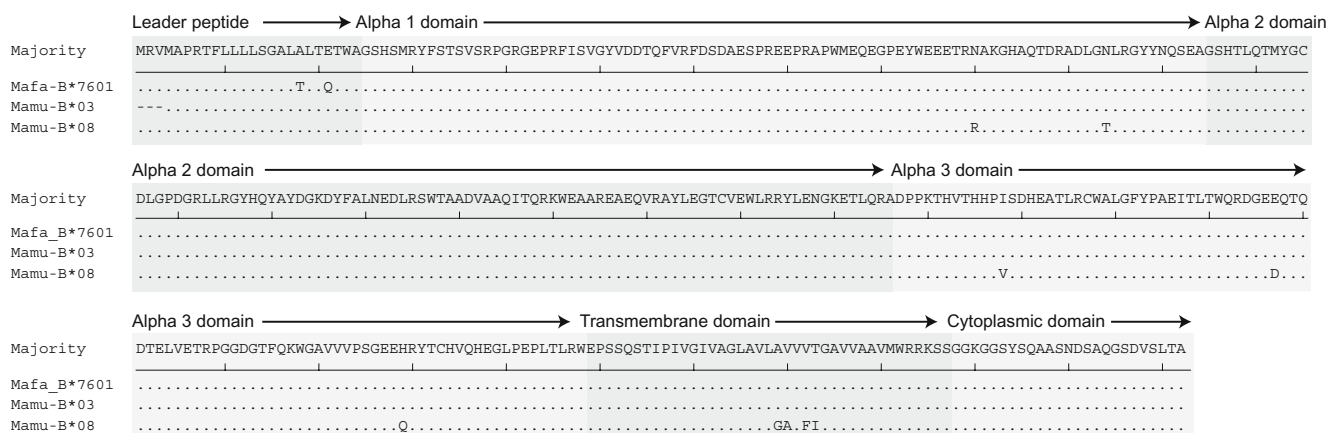 Leader peptide Alpha 1 domain Alpha 2 domain
Majority MRVMAPRTFLLLLSGALALTETWAGSHSMRYFSTSVSRPGRGEPRFISVGYVDDTQFVRFDSDAESPREEPRAPWMEQEGPEYWEEETRNAKGHAQTDRADLGNLRGYYNQSEAGSHTLQTMYGC
Mafa-B*7601 .................T..Q........................................................................................................
Mamu-B*03 ---..........................................................................................................................
Mamu-B*08 .........................................................................................R.............T.....................
Alpha 2 domain Alpha 3 domain
Majority DLGPDGRLLRGYHQYAYDGKDYFALNEDLRSWTAADVAAQITQRKWEAAREAEQVRAYLEGTCVEWLRRYLENGKETLQRADPPKTHVTHHPISDHEATLRCWALGFYPAEITLTWQRDGEEQTQ
Mafa_B*7601 .............................................................................................................................
Mamu-B*03 .............................................................................................................................
Mamu-B*08 ............................................................................................V............................D...
Alpha 3 domain Transmembrane domain Cytoplasmic domain
Majority DTELVETRPGGDGTFQKWGAVVVPSGEEHRYTCHVQHEGLPEPLTLRWEPSSQSTIPIVGIVAGLAVLAVVVTGAVVAAVMWRRKSSGGKGGSYSQAASNDSAQGSDVSLTA
Mafa_B*7601 ................................................................................................................
Mamu-B*03 ................................................................................................................
Mamu-B*08 ............................Q.......................................GA.FI.......................................